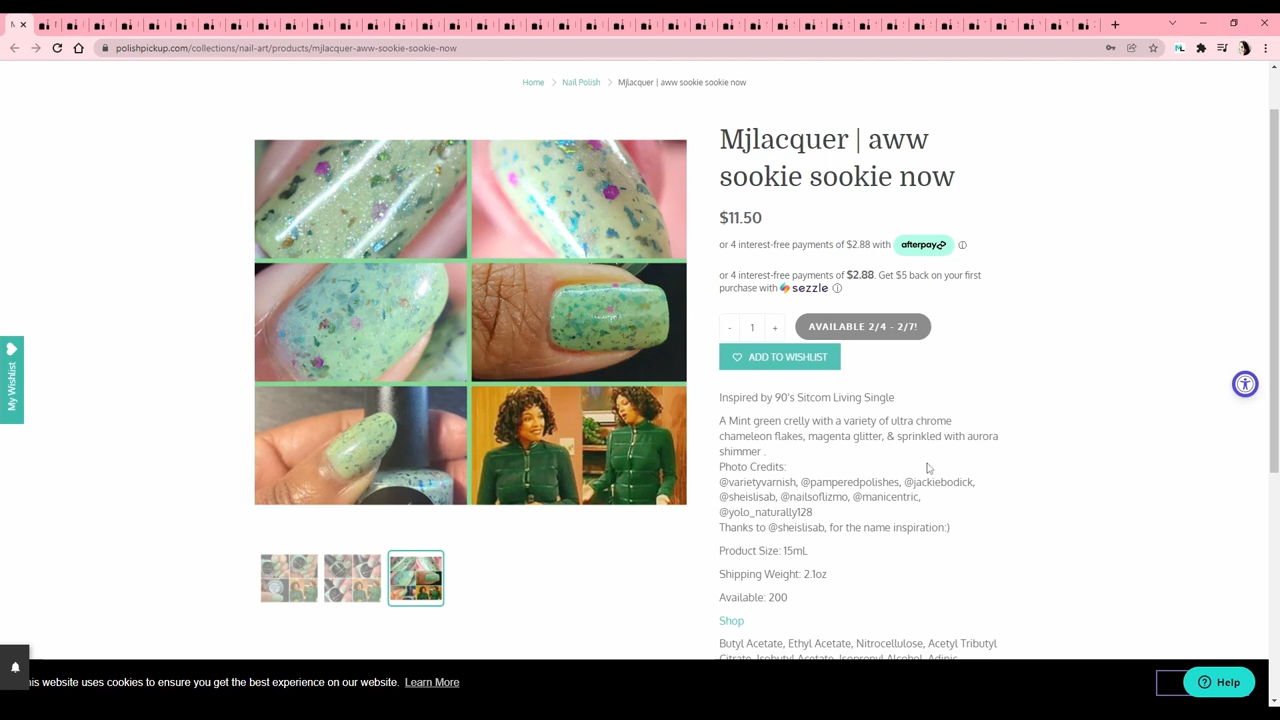 polishpickup.com/collections/nail-art/products/mjlacquer-aww-sookie-sookie-now
Home > Nail Polish > Mjlacquer | aww sookie sookie now
Mjlacquer | aww
sookie sookie now
$11.50
or 4 interest-free payments of $2.88 with afterpay
or 4 interest-free payments of $2.88. Get $5 back on your first
purchase with sezzle
- 1 +
AVAILABLE 2/4 - 2/7!
ADD TO WISHLIST
My Wishlist
Inspired by 90's Sitcom Living Single
A Mint green crelly with a variety of ultra chrome
chameleon flakes, magenta glitter, & sprinkled with aurora
shimmer .
Photo Credits:
@varietyvarnish, @pamperedpolishes, @jackiebodick,
@sheislisab, @nailsoflizmo, @manicentric,
@yolo_naturally128
Thanks to @sheislisab, for the name inspiration:)
Product Size: 15mL
Shipping Weight: 2.1oz
Available: 200
Shop
Butyl Acetate, Ethyl Acetate, Nitrocellulose, Acetyl Tributyl
Citrate, Isobutyl Acetate, Isopropyl Alcohol, Adipic
his website uses cookies to ensure you get the best experience on our website. Learn More
Help